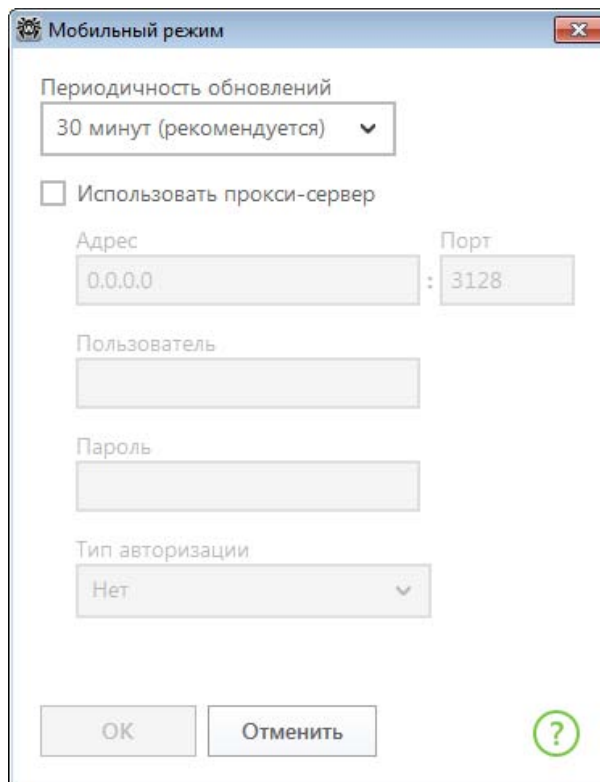 Мобильный режим
Периодичность обновлений
30 минут (рекомендуется)
Использовать прокси-сервер
Адрес Порт
0.0.0.0 : 3128
Пользователь
Пароль
Тип авторизации
Нет
OK Отменить ?